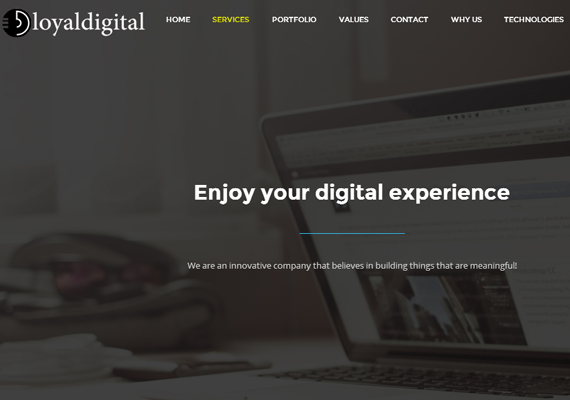 loyaldigital HOME SERVICES PORTFOLIO VALUES CONTACT WHY US TECHNOLOGIES
Enjoy your digital experience
We are an innovative company that believes in building things that are meaningful!